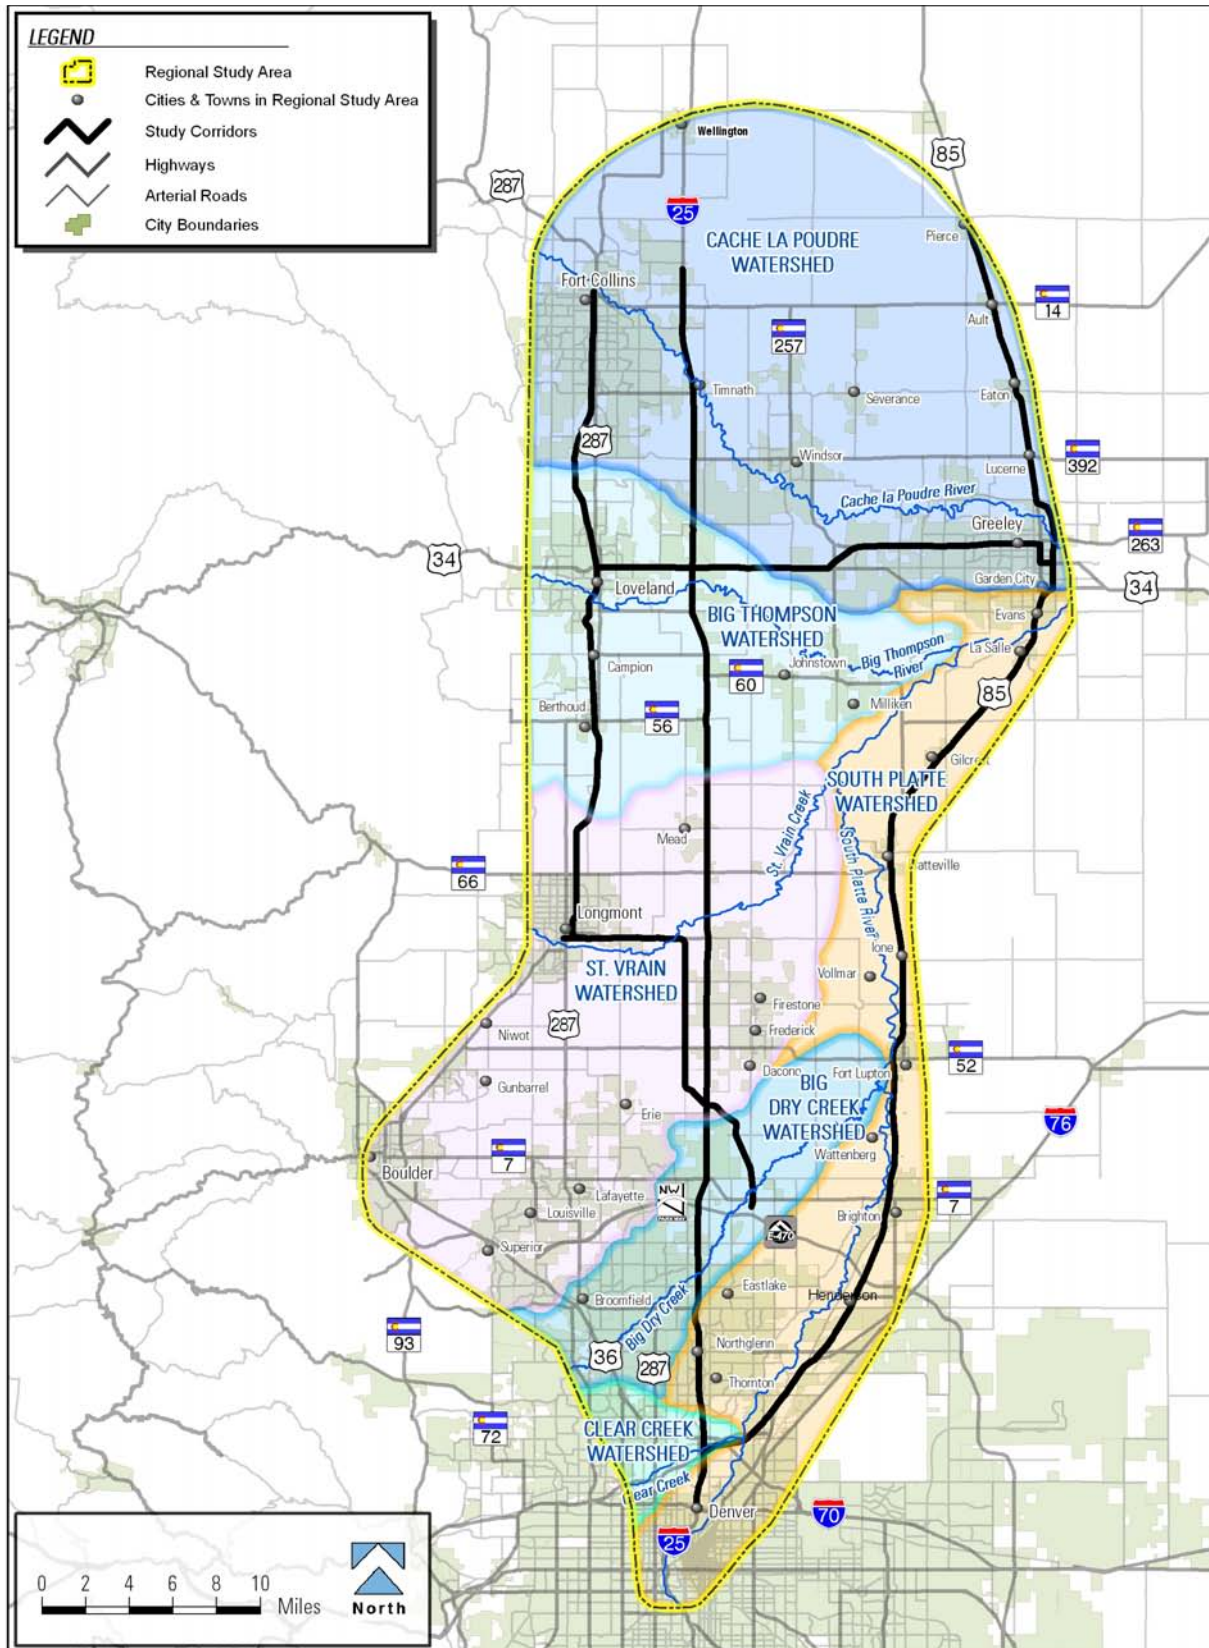 LEGEND
Regional Study Area
Cities & Towns in Regional Study Area
Study Corridors
Highways
Arterial Roads
City Boundaries
Wellington
85
287
25
CACHE LA POUDRE
WATERSHED
Pierce
Fort Collins
14
Ault
257
Timnath
Severance
Eaton
287
Windsor
Lucerne
392
Cache la Poudre River
Greeley
263
34
Loveland
Garden City
34
BIG THOMPSON
WATERSHED
Evans
Big Thompson
River
La Salle
Campion
60
Johnstown
85
Berthoud
56
Milliken
Gilcrest
SOUTH PLATTE
WATERSHED
Mead
St. Vrain Creek
South Platte River
Platteville
66
Longmont
Ione
ST. VRAIN
WATERSHED
Vollmar
Firestone
287
Niwot
Frederick
52
Dacono
Fort Lupton
Gunbarrel
BIG
DRY CREEK
WATERSHED
Erie
76
7
Wattenberg
Boulder
NW
Lafayette
7
Louisville
Brighton
E-470
Superior
Eastlake
Henderson
Broomfield
Big Dry Creek
93
36
287
Northglenn
Thornton
72
CLEAR CREEK
WATERSHED
Clear Creek
Denver
70
25
0 2 4 6 8 10
Miles
North